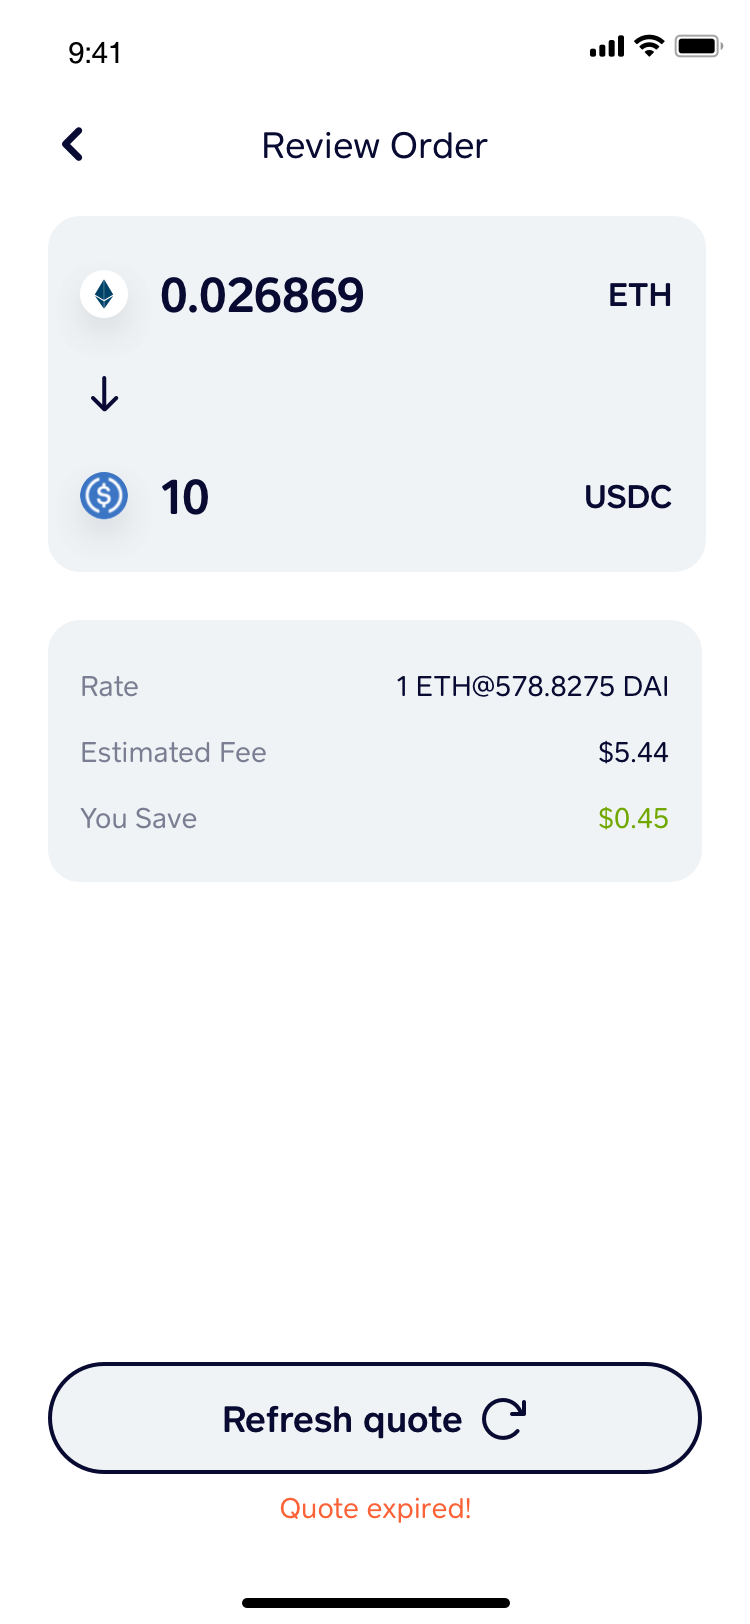 9:41
Review Order
0.026869 ETH
10 USDC
Rate 1 ETH@578.8275 DAI
Estimated Fee $5.44
You Save $0.45
Refresh quote
Quote expired!